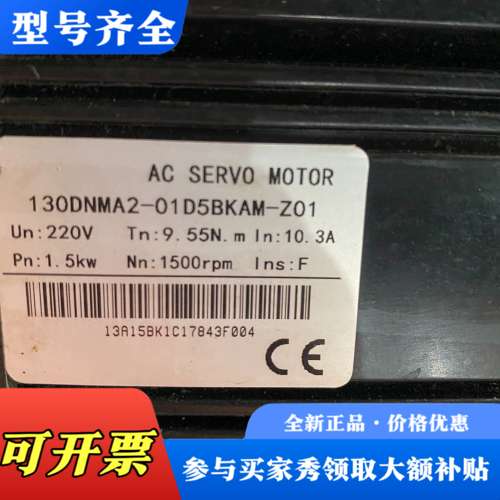 型号齐全
AC SERVO MOTOR
130DNMA2-01D5BKAM-Z01
Un:220V Tn:9.55N.m In:10.3A
Pn:1.5kw Nn:1500rpm Ins:F
13A15BK1C17843F004
CE
全新正品·价格优惠
可开票
参与买家秀领取大额补贴